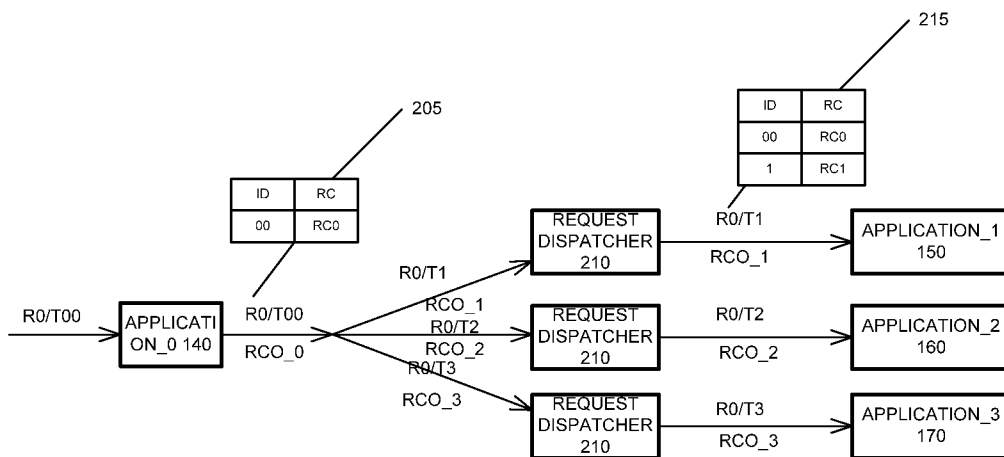 215
205
ID RC
00 RC0
1 RC1
ID RC
00 RC0
R0/T00
APPLICATI
ON_0 140
R0/T00
RCO_0
R0/T1
RCO_1
R0/T2
RCO_2
R0/T3
RCO_3
REQUEST
DISPATCHER
210
R0/T1
RCO_1
APPLICATION_1
150
REQUEST
DISPATCHER
210
R0/T2
RCO_2
APPLICATION_2
160
REQUEST
DISPATCHER
210
R0/T3
RCO_3
APPLICATION_3
170